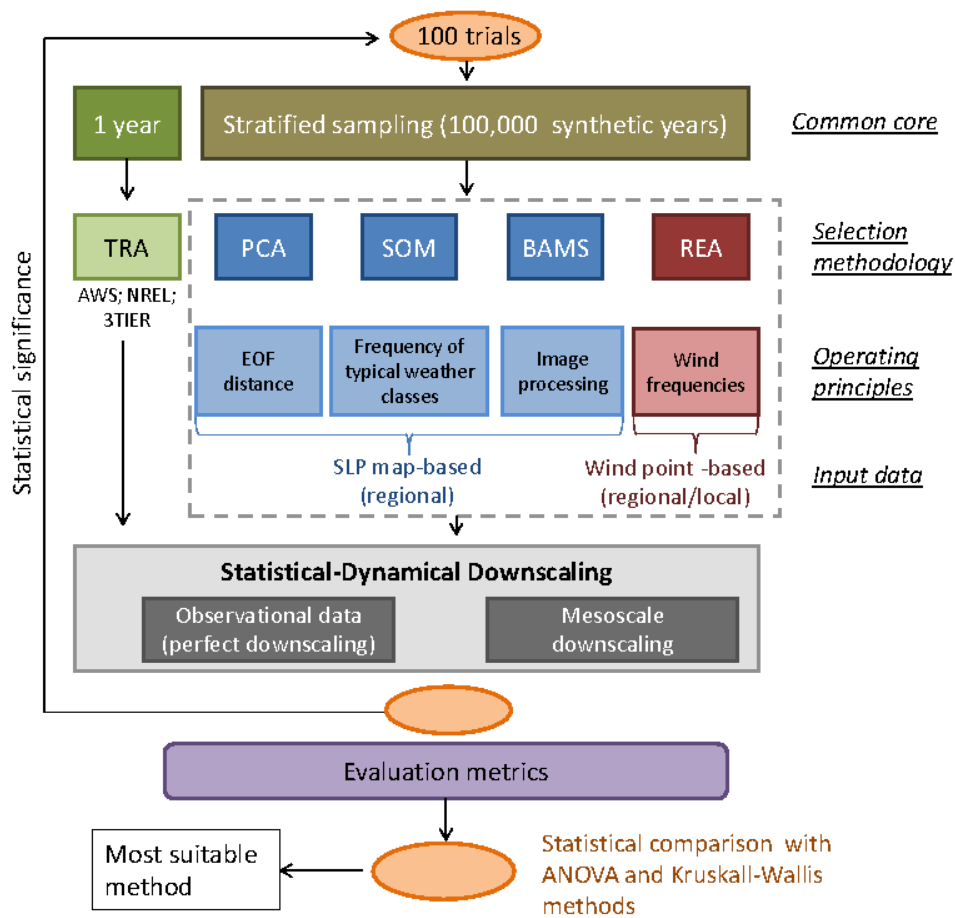 100 trials
1 year
Stratified sampling (100,000 synthetic years)
Common core
TRA
PCA
SOM
BAMS
REA
Selection
methodology
AWS; NREL;
3TIER
EOF
distance
Frequency of
typical weather
classes
Image
processing
Wind
frequencies
Operating
principles
SLP map-based
(regional)
Wind point -based
(regional/local)
Input data
Statistical significance
Statistical-Dynamical Downscaling
Observational data
(perfect downscaling)
Mesoscale
downscaling
Evaluation metrics
Most suitable
method
Statistical comparison with
ANOVA and Kruskall-Wallis
methods